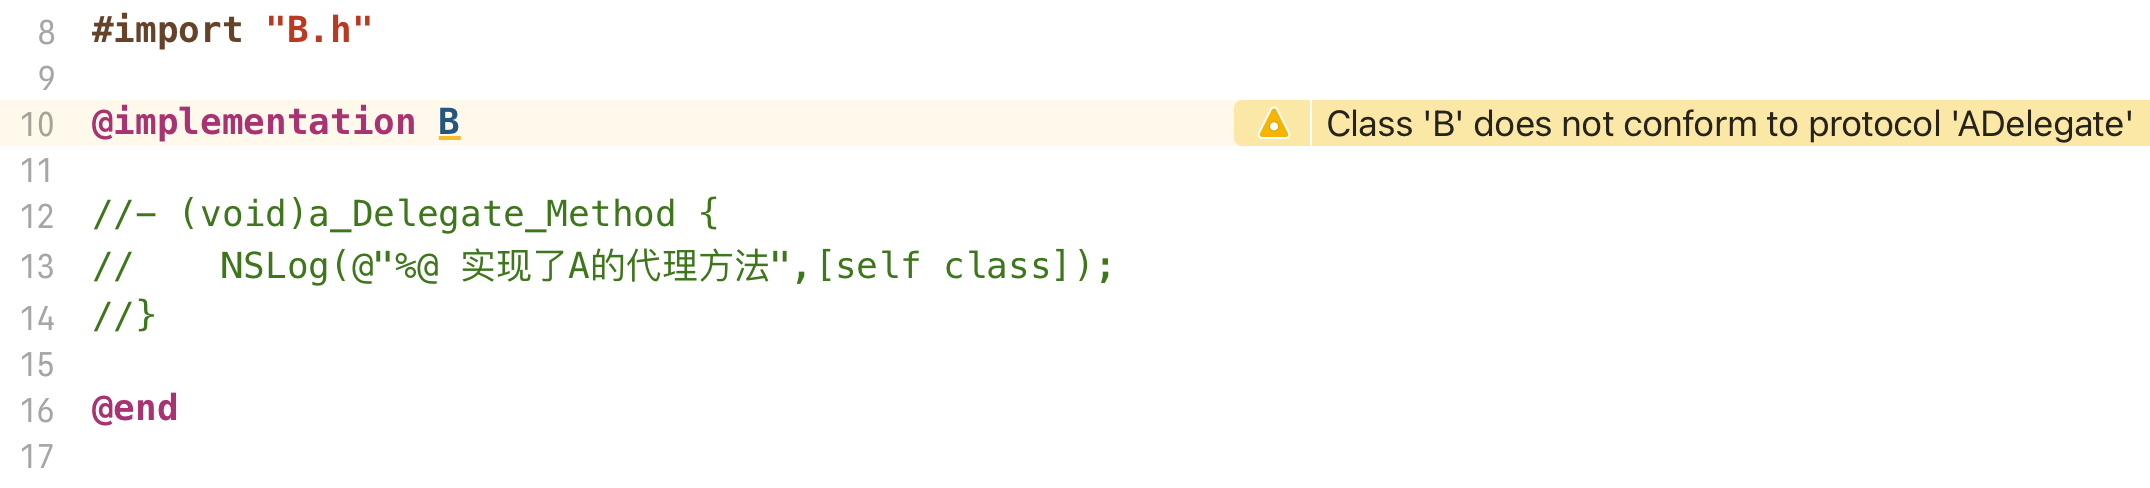 8 #import "B.h"
9
10 @implementation B Class 'B' does not conform to protocol 'ADelegate'
11
12 //- (void)a_Delegate_Method {
13 //    NSLog(@"%@ 实现了A的代理方法",[self class]);
14 //}
15
16 @end
17